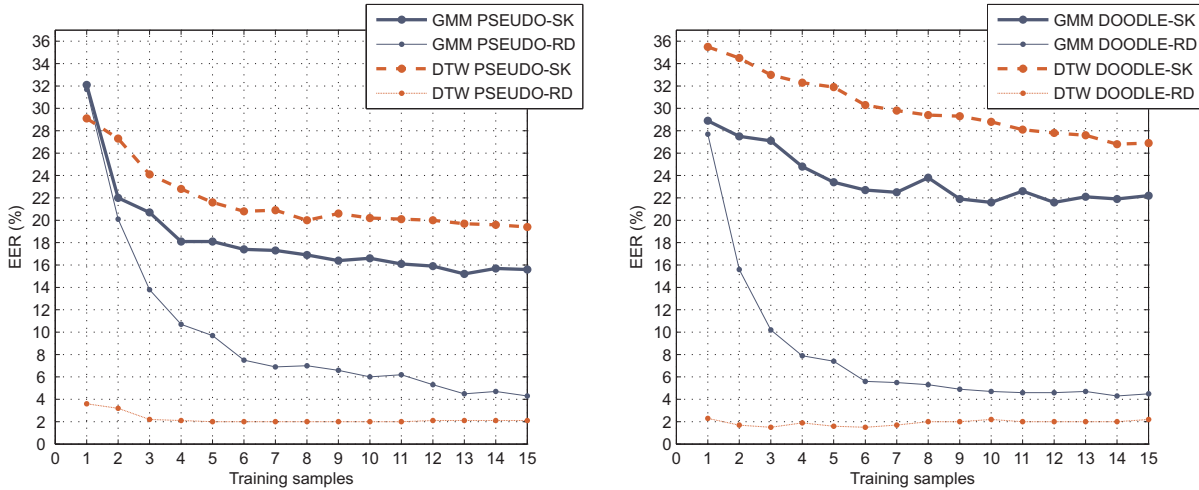 GMM PSEUDO-SK
GMM PSEUDO-RD
DTW PSEUDO-SK
DTW PSEUDO-RD
36
34
32
30
28
26
24
22
20
18
16
14
12
10
8
6
4
2
0
EER (%)
0 1 2 3 4 5 6 7 8 9 10 11 12 13 14 15
Training samples
GMM DOODLE-SK
GMM DOODLE-RD
DTW DOODLE-SK
DTW DOODLE-RD
36
34
32
30
28
26
24
22
20
18
16
14
12
10
8
6
4
2
0
EER (%)
0 1 2 3 4 5 6 7 8 9 10 11 12 13 14 15
Training samples